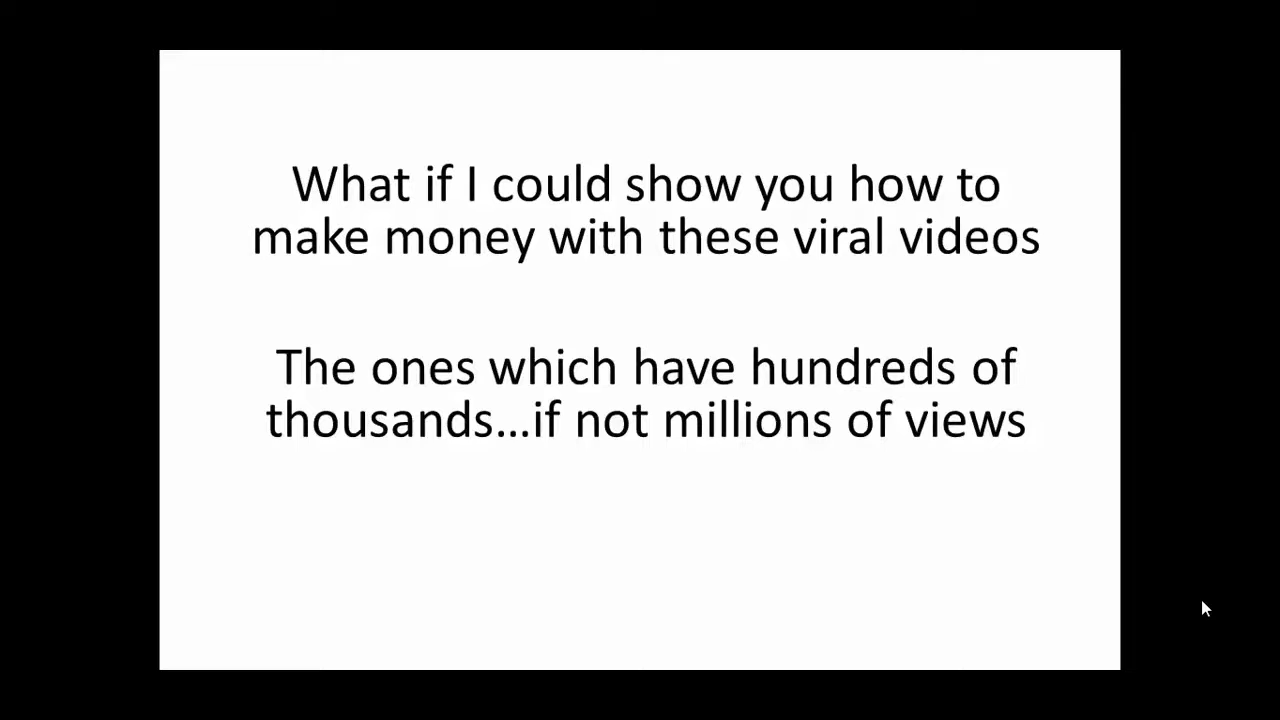 What if I could show you how to
make money with these viral videos
The ones which have hundreds of
thousands...if not millions of views